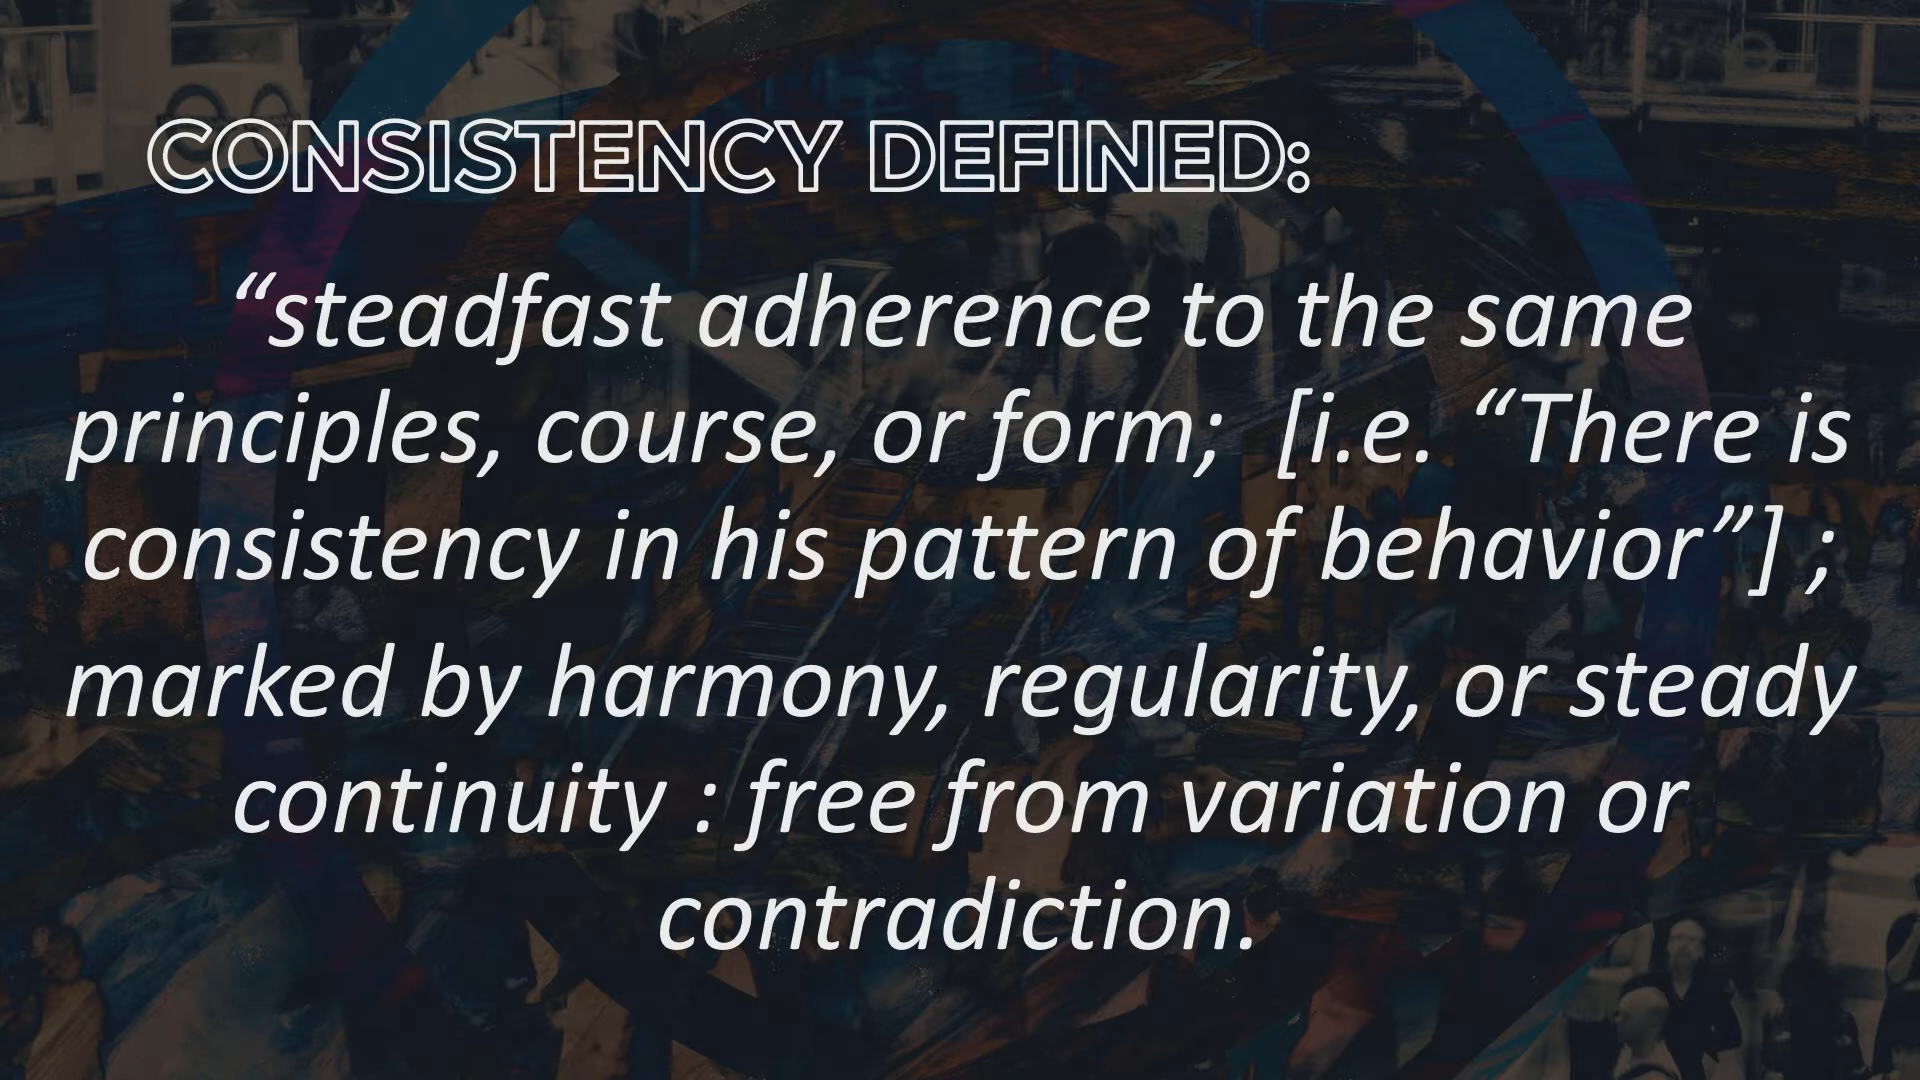 CONSISTENCY DEFINED:
“steadfast adherence to the same
principles, course, or form;  [i.e. “There is
consistency in his pattern of behavior”] ;
marked by harmony, regularity, or steady
continuity : free from variation or
contradiction.